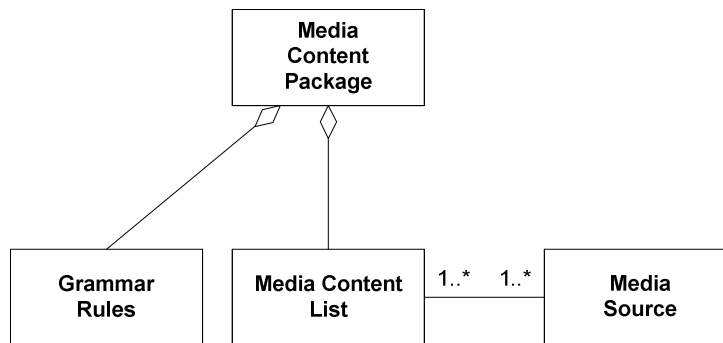 Media
Content
Package
Grammar
Rules
Media Content
List
1..* 1..*
Media
Source